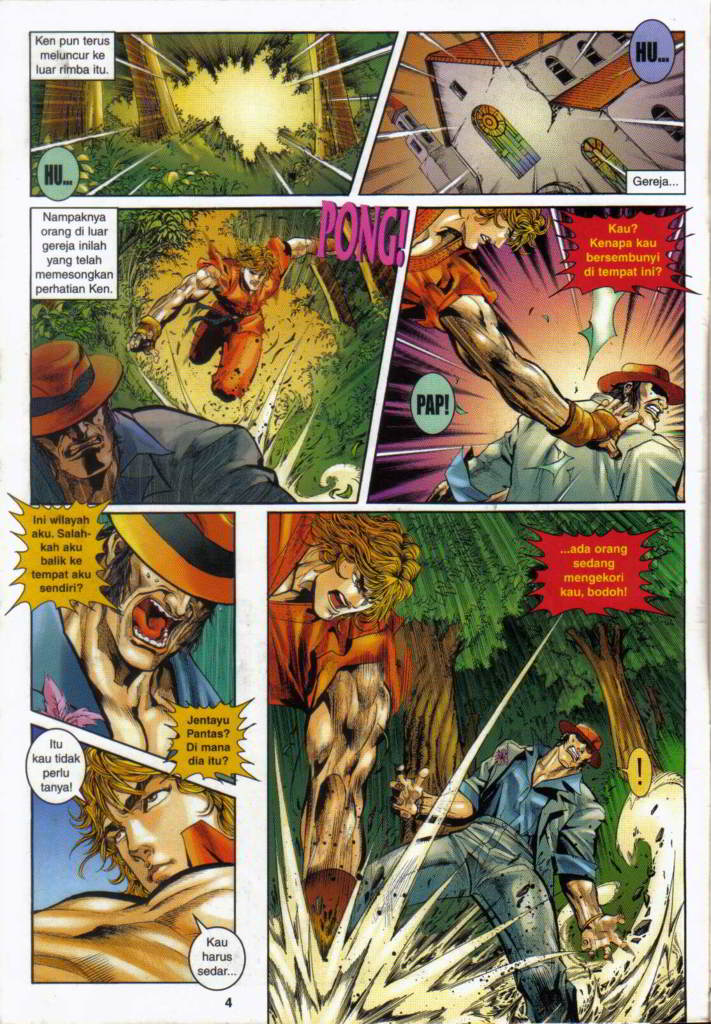 Ken pun terus
meluncur ke
luar rimba itu.
HU...
HU...
Gereja...
Nampaknya
orang di luar
gereja inilah
yang telah
memesongkan
perhatian Ken.
PONG!
Kau?
Kenapa kau
bersembunyi
di tempat ini?
PAP!
Ini wilayah
aku. Salah-
kah aku
balik ke
tempat aku
sendiri?
Jentayu
Pantas?
Di mana
dia itu?
Itu
kau tidak
perlu
tanya!
Kau
harus
sedar...
...ada orang
sedang
mengekori
kau, bodoh!
!
4